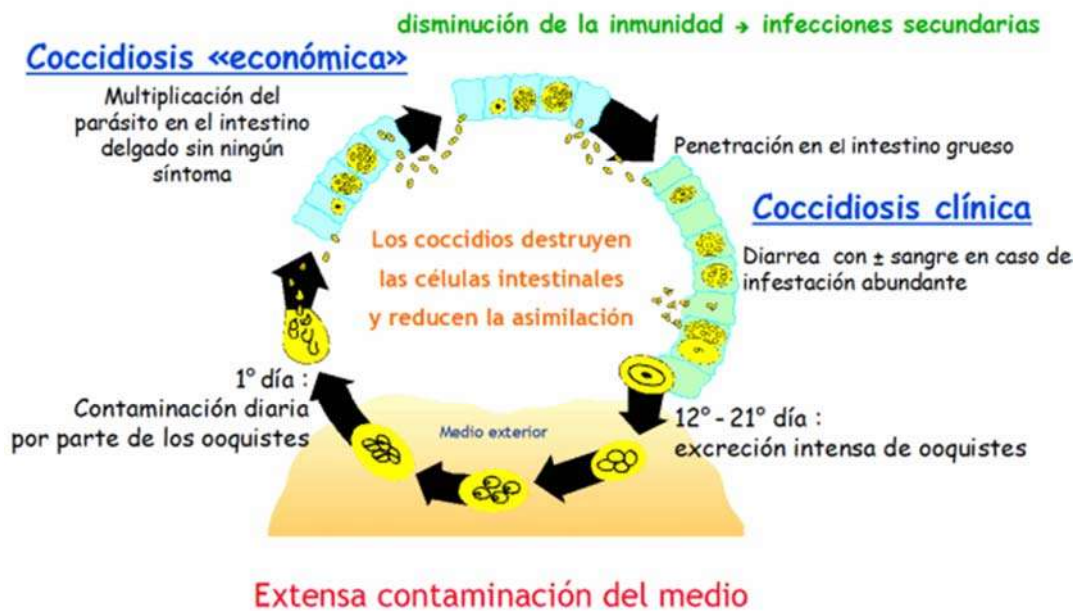 disminución de la inmunidad → infecciones secundarias
Coccidiosis «económica»
Multiplicación del
parásito en el intestino
delgado sin ningún
síntoma
Penetración en el intestino grueso
Coccidiosis clínica
Diarrea con ± sangre en caso de
infestación abundante
Los coccidios destruyen
las células intestinales
y reducen la asimilación
1° día :
Contaminación diaria
por parte de los ooquistes
Medio exterior
12° - 21° día :
excreción intensa de ooquistes
Extensa contaminación del medio